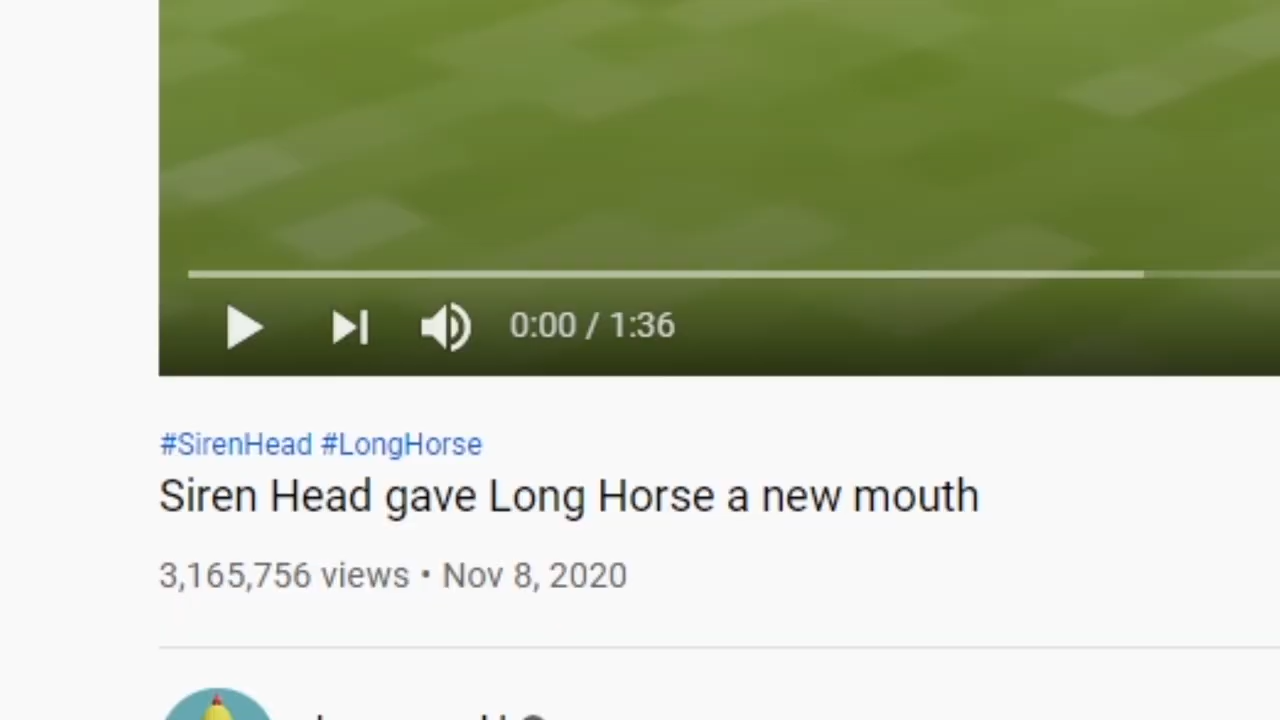 0:00 / 1:36
#SirenHead #LongHorse
Siren Head gave Long Horse a new mouth
3,165,756 views • Nov 8, 2020